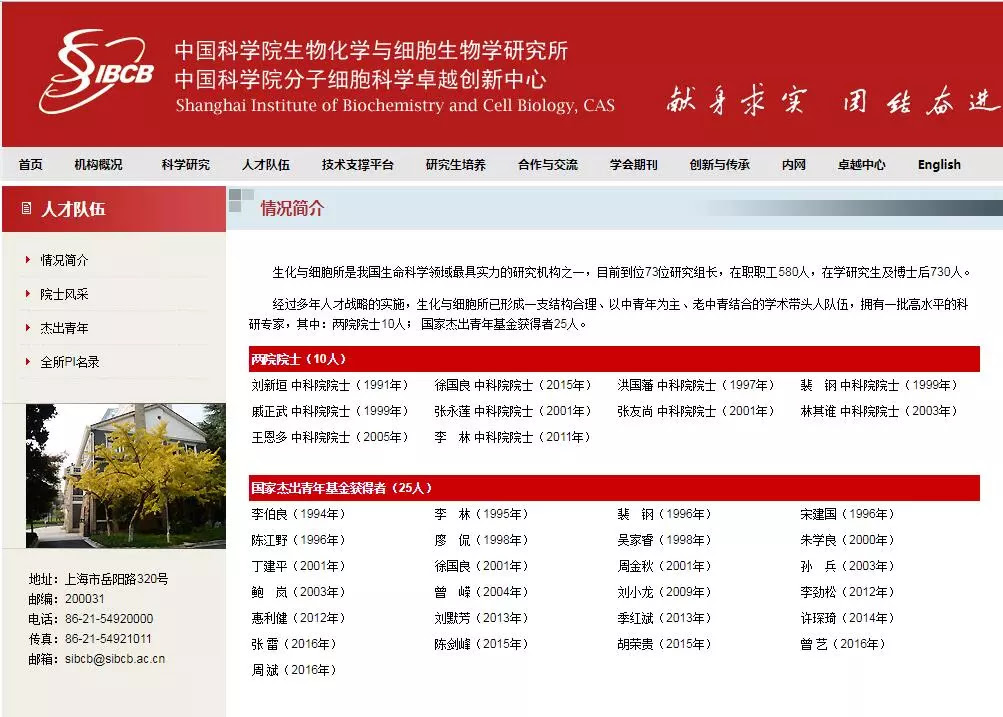 SIBCB
中国科学院生物化学与细胞生物学研究所
中国科学院分子细胞科学卓越创新中心
Shanghai Institute of Biochemistry and Cell Biology, CAS
献身求实 团结奋进
首页 机构概况 科学研究 人才队伍 技术支撑平台 研究生培养 合作与交流 学会期刊 创新与传承 内网 卓越中心 English
人才队伍
情况简介
院士风采
杰出青年
全所PI名录
地址：上海市岳阳路320号
邮编：200031
电话：86-21-54920000
传真：86-21-54921011
邮箱：sibcb@sibcb.ac.cn
情况简介
生化与细胞所是我国生命科学领域最具实力的研究机构之一，目前到位73位研究组长，在职职工580人，在学研究生及博士后730人。
经过多年人才战略的实施，生化与细胞所已形成一支结构合理、以中青年为主、老中青结合的学术带头人队伍，拥有一批高水平的科
研专家，其中：两院院士10人； 国家杰出青年基金获得者25人。
两院院士（10人）
刘新垣 中科院院士（1991年） 徐国良 中科院院士（2015年） 洪国藩 中科院院士（1997年） 裴　钢 中科院院士（1999年）
戚正武 中科院院士（1999年） 张永莲 中科院院士（2001年） 张友尚 中科院院士（2001年） 林其谁 中科院院士（2003年）
王恩多 中科院院士（2005年） 李　林 中科院院士（2011年）
国家杰出青年基金获得者（25人）
李伯良（1994年） 李　林（1995年） 裴　钢（1996年） 宋建国（1996年）
陈江野（1996年） 廖　侃（1998年） 吴家睿（1998年） 朱学良（2000年）
丁建平（2001年） 徐国良（2001年） 周金秋（2001年） 孙　兵（2003年）
鲍　岚（2003年） 曾　嵘（2004年） 刘小龙（2009年） 李劲松（2012年）
惠利健（2012年） 刘默芳（2013年） 季红斌（2013年） 许琛琦（2014年）
张 雷（2016年） 陈剑峰（2015年） 胡荣贵（2015年） 曾 艺（2016年）
周 斌（2016年）